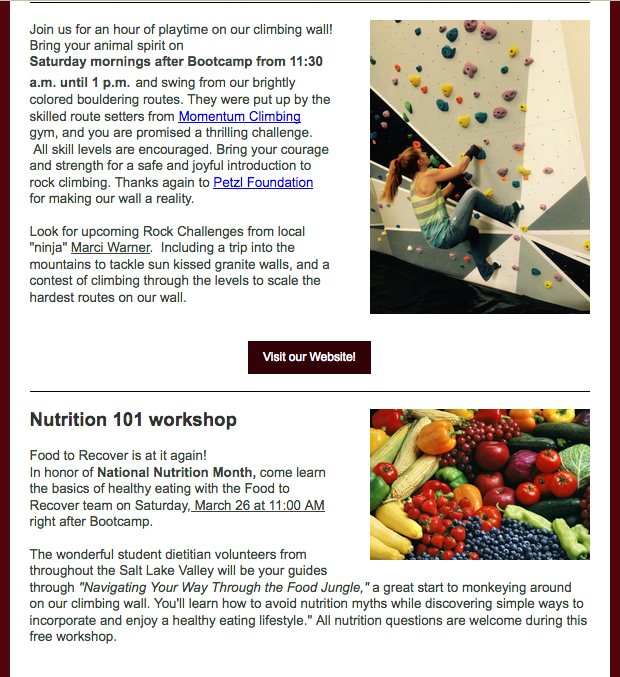 Join us for an hour of playtime on our climbing wall!
Bring your animal spirit on
Saturday mornings after Bootcamp from 11:30
a.m. until 1 p.m. and swing from our brightly
colored bouldering routes. They were put up by the
skilled route setters from Momentum Climbing
gym, and you are promised a thrilling challenge.
All skill levels are encouraged. Bring your courage
and strength for a safe and joyful introduction to
rock climbing. Thanks again to Petzl Foundation
for making our wall a reality.
Look for upcoming Rock Challenges from local
"ninja" Marci Warner. Including a trip into the
mountains to tackle sun kissed granite walls, and a
contest of climbing through the levels to scale the
hardest routes on our wall.
Visit our Website!
Nutrition 101 workshop
Food to Recover is at it again!
In honor of National Nutrition Month, come learn
the basics of healthy eating with the Food to
Recover team on Saturday, March 26 at 11:00 AM
right after Bootcamp.
The wonderful student dietitian volunteers from
throughout the Salt Lake Valley will be your guides
through "Navigating Your Way Through the Food Jungle," a great start to monkeying around
on our climbing wall. You'll learn how to avoid nutrition myths while discovering simple ways to
incorporate and enjoy a healthy eating lifestyle." All nutrition questions are welcome during this
free workshop.